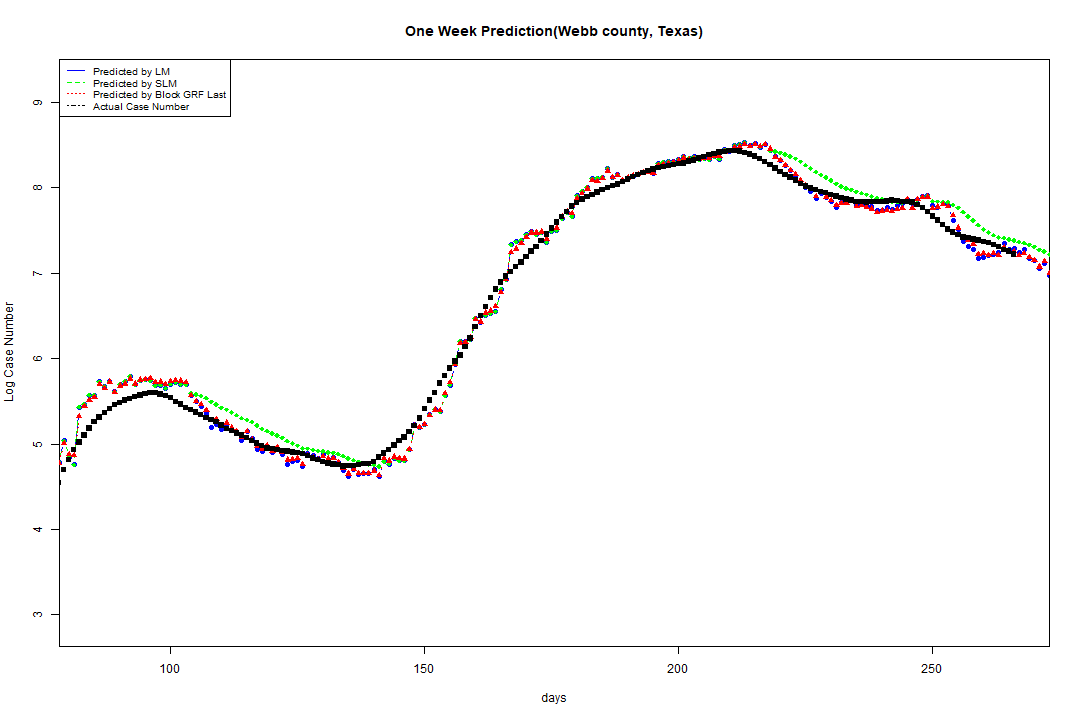 One Week Prediction(Webb county, Texas)
Predicted by LM
Predicted by SLM
Predicted by Block GRF Last
Actual Case Number
9
8
7
6
5
4
3
Log Case Number
100 150 200 250
days